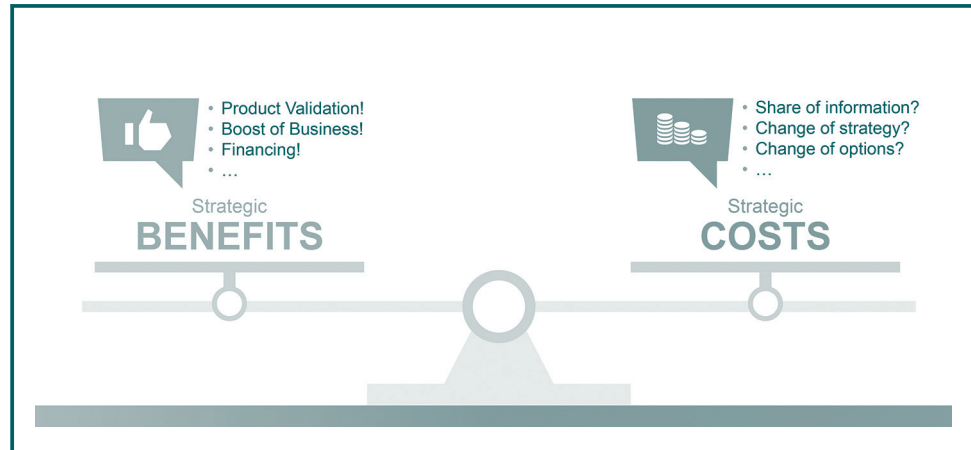 • Product Validation!
• Boost of Business!
• Financing!
• ...
Strategic
BENEFITS
• Share of information?
• Change of strategy?
• Change of options?
• ...
Strategic
COSTS